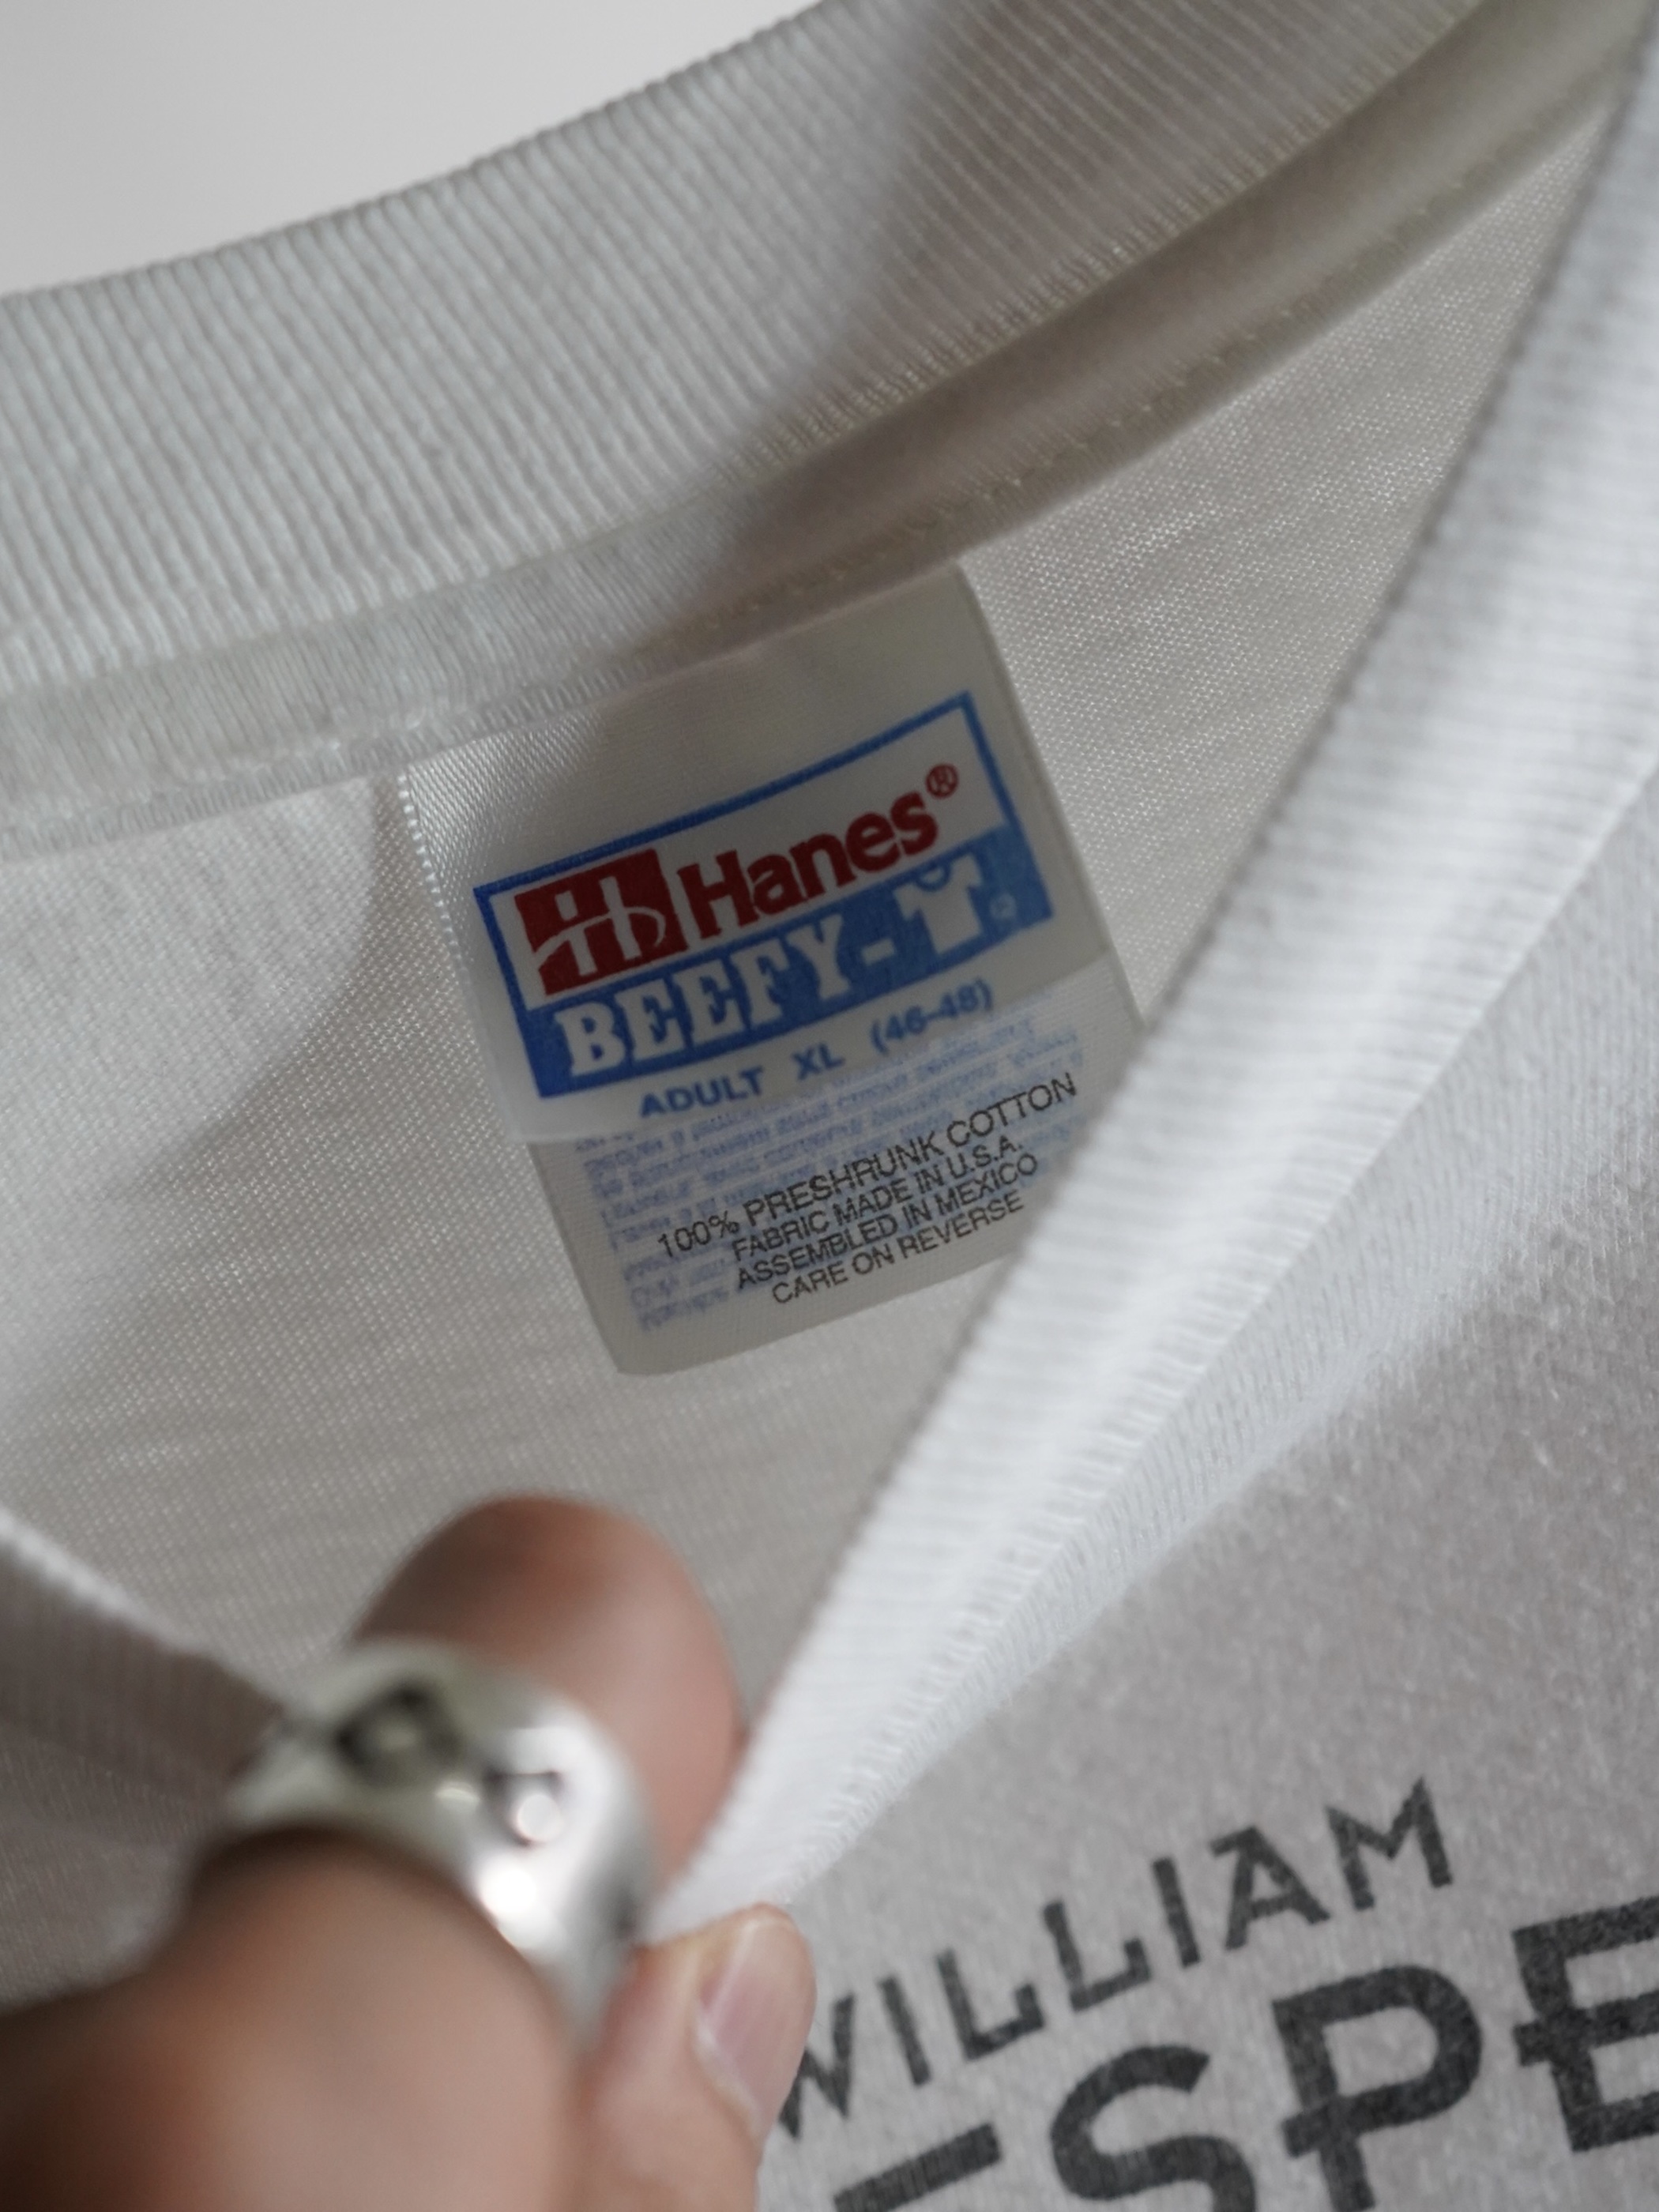 Hanes®
BEEFY-T®
ADULT XL (46-48)
100% PRESHRUNK COTTON
FABRIC MADE IN U.S.A.
ASSEMBLED IN MEXICO
CARE ON REVERSE
WILLIAM
SPE